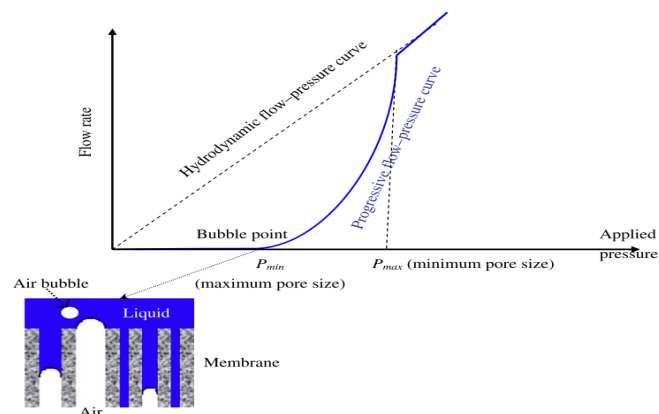 Flow rate
Hydrodynamic flow–pressure curve
Progressive flow–pressure curve
Bubble point
Applied
pressure
Pmin
Pmax (minimum pore size)
(maximum pore size)
Air bubble
Liquid
Membrane
Air